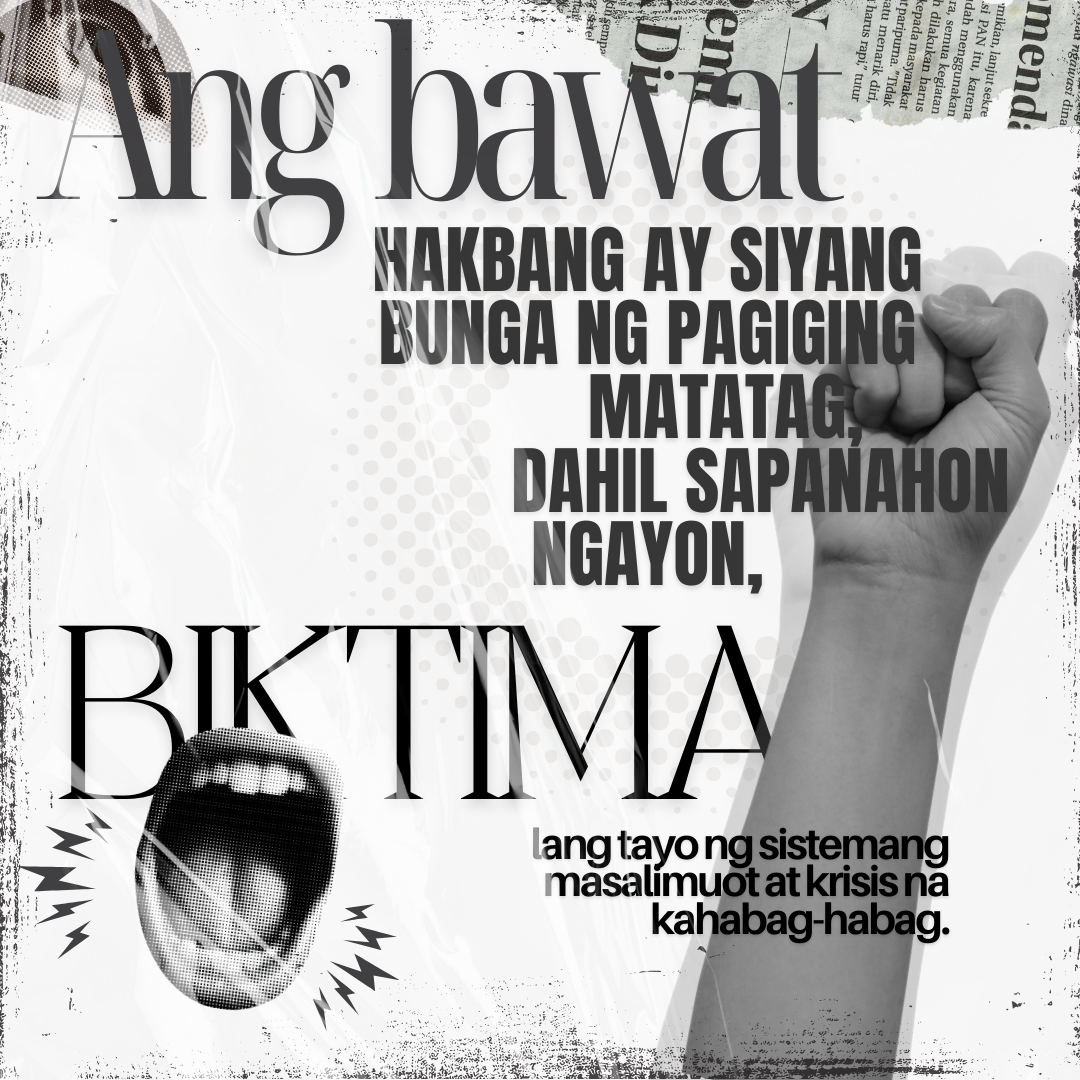 Ang bawat
HAKBANG AY SIYANG
BUNGA NG PAGIGING
MATATAG,
DAHIL SAPANAHON
NGAYON,
BIKTIMA
lang tayo ng sistemang
masalimuot at krisis na
kahabag-habag.